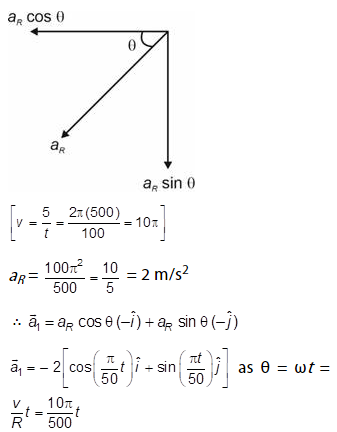 a_R cos θ
θ
a_R
a_R sin θ
[v = 5/t = 2π(500)/100 = 10π]
a_R = 100π²/500 = 10/5 = 2 m/s²
∴ ā₁ = a_R cos θ (−î) + a_R sin θ (−ĵ)
ā₁ = − 2[cos(π/50 t) î + sin(πt/50) ĵ] as θ = ωt =
v/R t = 10π/500 t